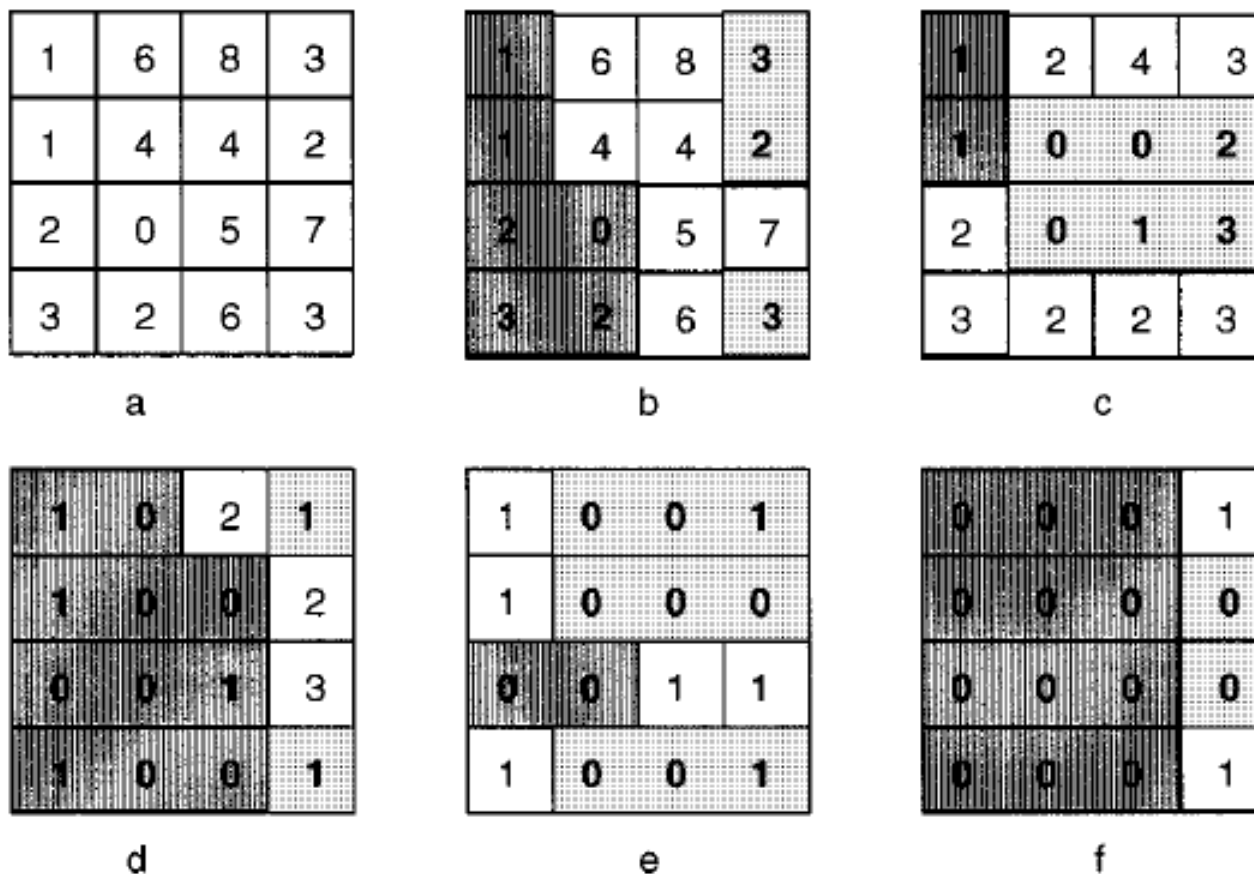 1 6 8 3 1 6 8 3 1 2 4 3
1 4 4 2 1 4 4 2 1 0 0 2
2 0 5 7 2 0 5 7 2 0 1 3
3 2 6 3 3 2 6 3 3 2 2 3
a b c
1 0 2 1 1 0 0 1 0 0 0 1
1 0 0 2 1 0 0 0 0 0 0 0
0 0 1 3 0 0 1 1 0 0 0 0
1 0 0 1 1 0 0 1 0 0 0 1
d e f